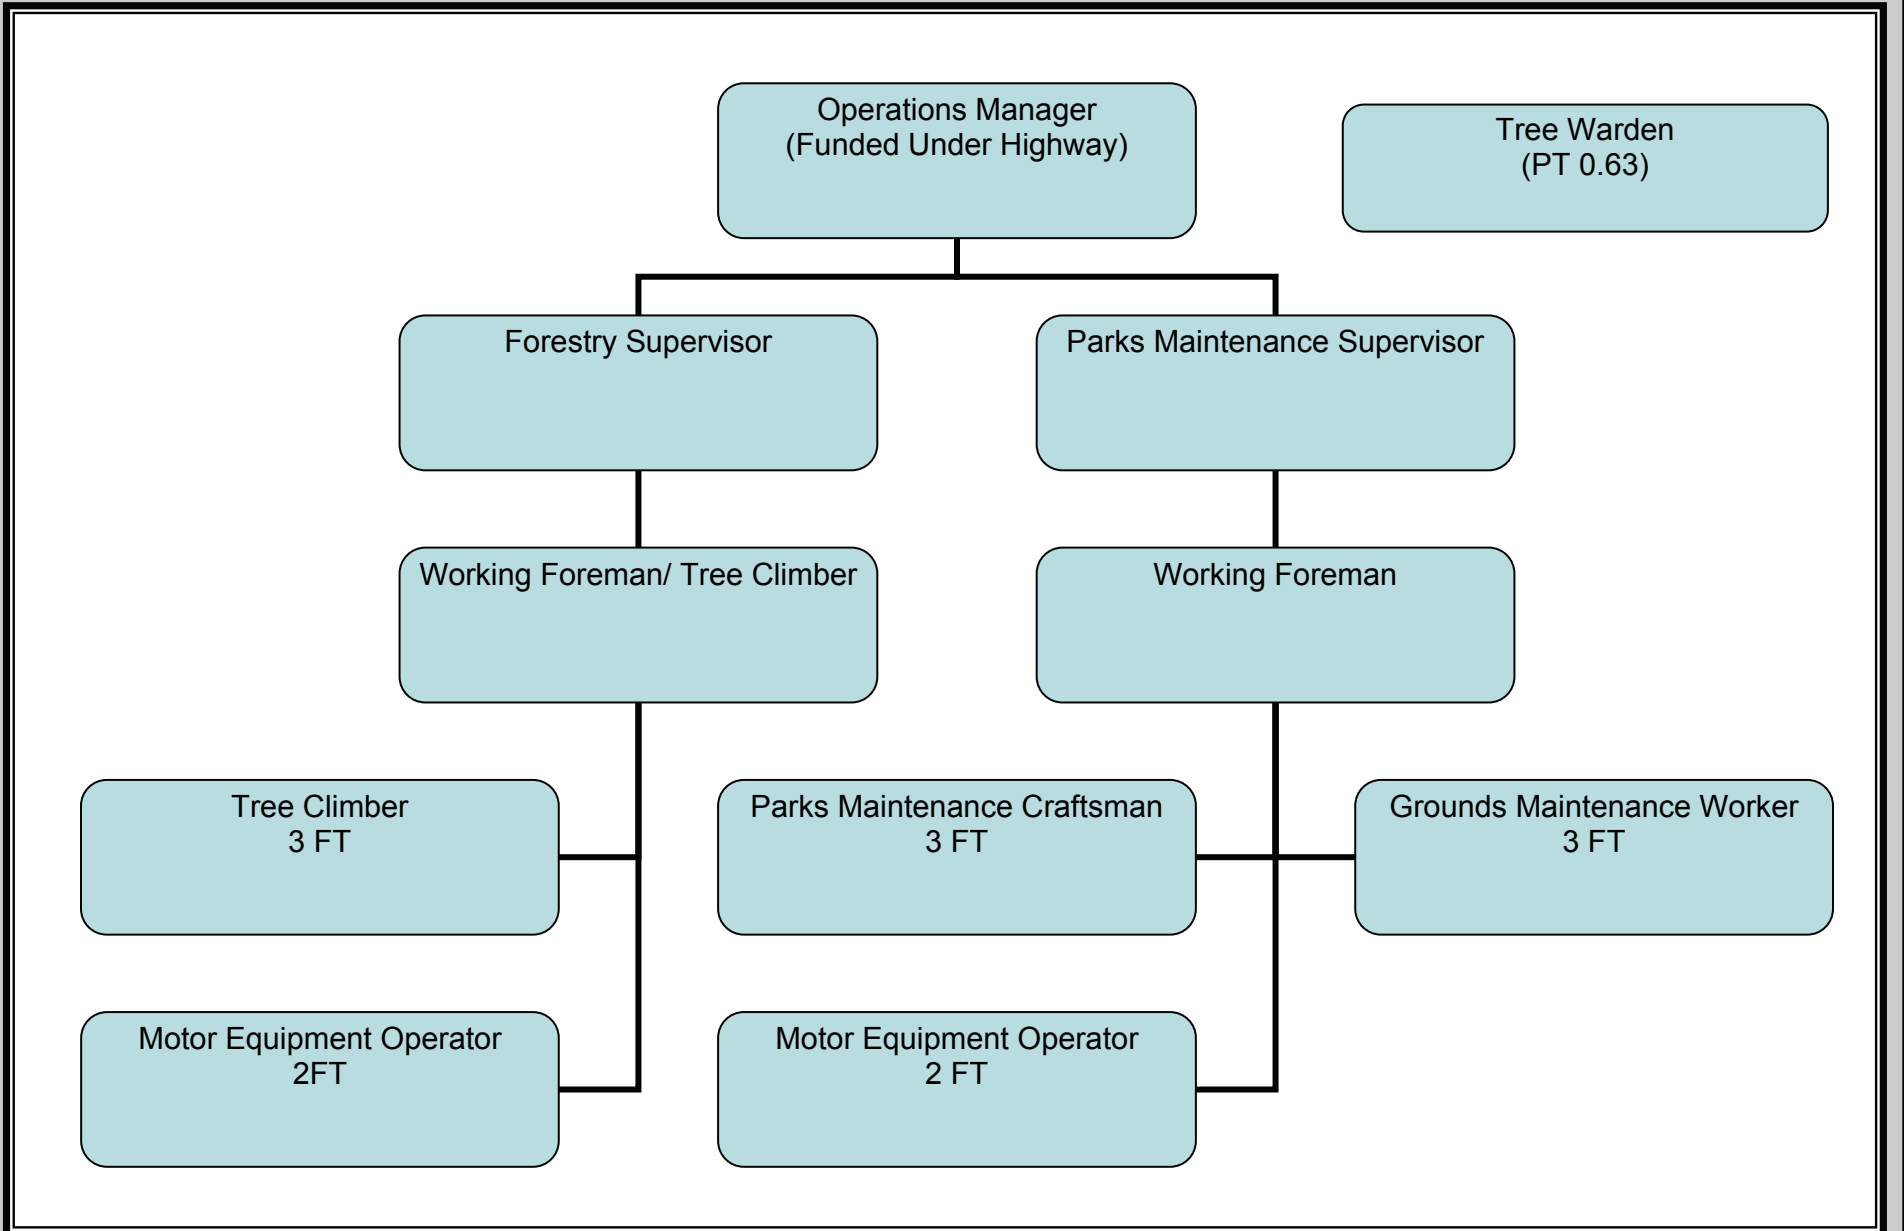 Operations Manager
(Funded Under Highway)
Tree Warden
(PT 0.63)
Forestry Supervisor
Parks Maintenance Supervisor
Working Foreman/ Tree Climber
Working Foreman
Tree Climber
3 FT
Parks Maintenance Craftsman
3 FT
Grounds Maintenance Worker
3 FT
Motor Equipment Operator
2FT
Motor Equipment Operator
2 FT